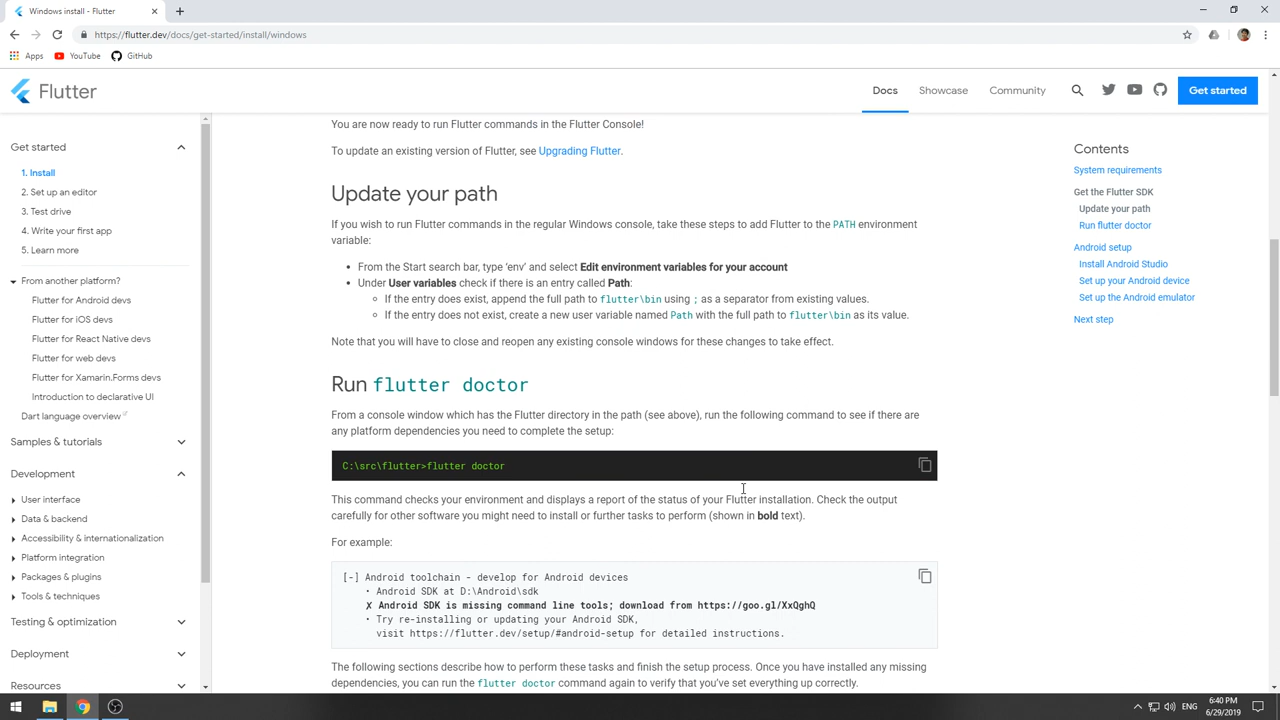 Windows install - Flutter
https://flutter.dev/docs/get-started/install/windows
Apps YouTube GitHub
Flutter
Docs Showcase Community Get started
Get started
1. Install
2. Set up an editor
3. Test drive
4. Write your first app
5. Learn more
From another platform?
Flutter for Android devs
Flutter for iOS devs
Flutter for React Native devs
Flutter for web devs
Flutter for Xamarin.Forms devs
Introduction to declarative UI
Dart language overview
Samples & tutorials
Development
User interface
Data & backend
Accessibility & internationalization
Platform integration
Packages & plugins
Tools & techniques
Testing & optimization
Deployment
Resources
You are now ready to run Flutter commands in the Flutter Console!
To update an existing version of Flutter, see Upgrading Flutter.
Update your path
If you wish to run Flutter commands in the regular Windows console, take these steps to add Flutter to the PATH environment
variable:
• From the Start search bar, type ‘env’ and select Edit environment variables for your account
• Under User variables check if there is an entry called Path:
◦ If the entry does exist, append the full path to flutter\bin using ; as a separator from existing values.
◦ If the entry does not exist, create a new user variable named Path with the full path to flutter\bin as its value.
Note that you will have to close and reopen any existing console windows for these changes to take effect.
Run flutter doctor
From a console window which has the Flutter directory in the path (see above), run the following command to see if there are
any platform dependencies you need to complete the setup:
C:\src\flutter>flutter doctor
This command checks your environment and displays a report of the status of your Flutter installation. Check the output
carefully for other software you might need to install or further tasks to perform (shown in bold text).
For example:
[-] Android toolchain - develop for Android devices
• Android SDK at D:\Android\sdk
✗ Android SDK is missing command line tools; download from https://goo.gl/XxQghQ
• Try re-installing or updating your Android SDK,
visit https://flutter.dev/setup/#android-setup for detailed instructions.
The following sections describe how to perform these tasks and finish the setup process. Once you have installed any missing
dependencies, you can run the flutter doctor command again to verify that you’ve set everything up correctly.
Contents
System requirements
Get the Flutter SDK
Update your path
Run flutter doctor
Android setup
Install Android Studio
Set up your Android device
Set up the Android emulator
Next step
ENG
6:40 PM
6/29/2019